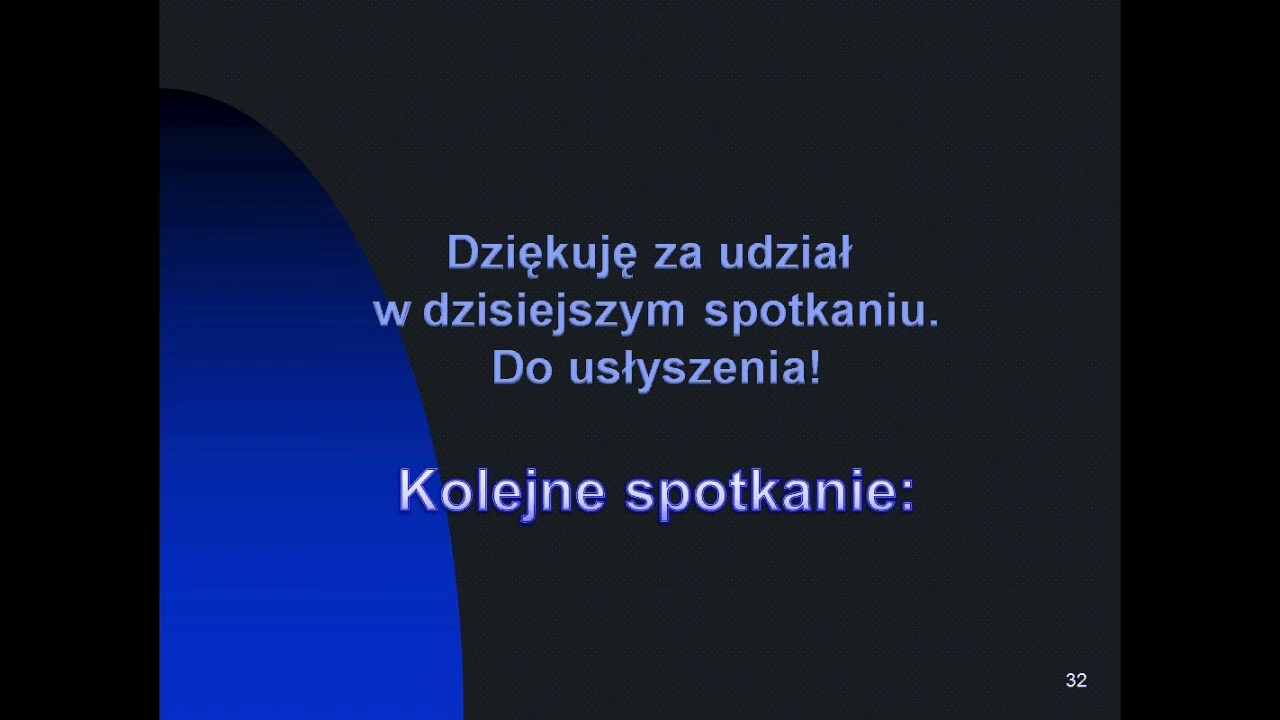 Dziękuję za udział
w dzisiejszym spotkaniu.
Do usłyszenia!
Kolejne spotkanie:
32